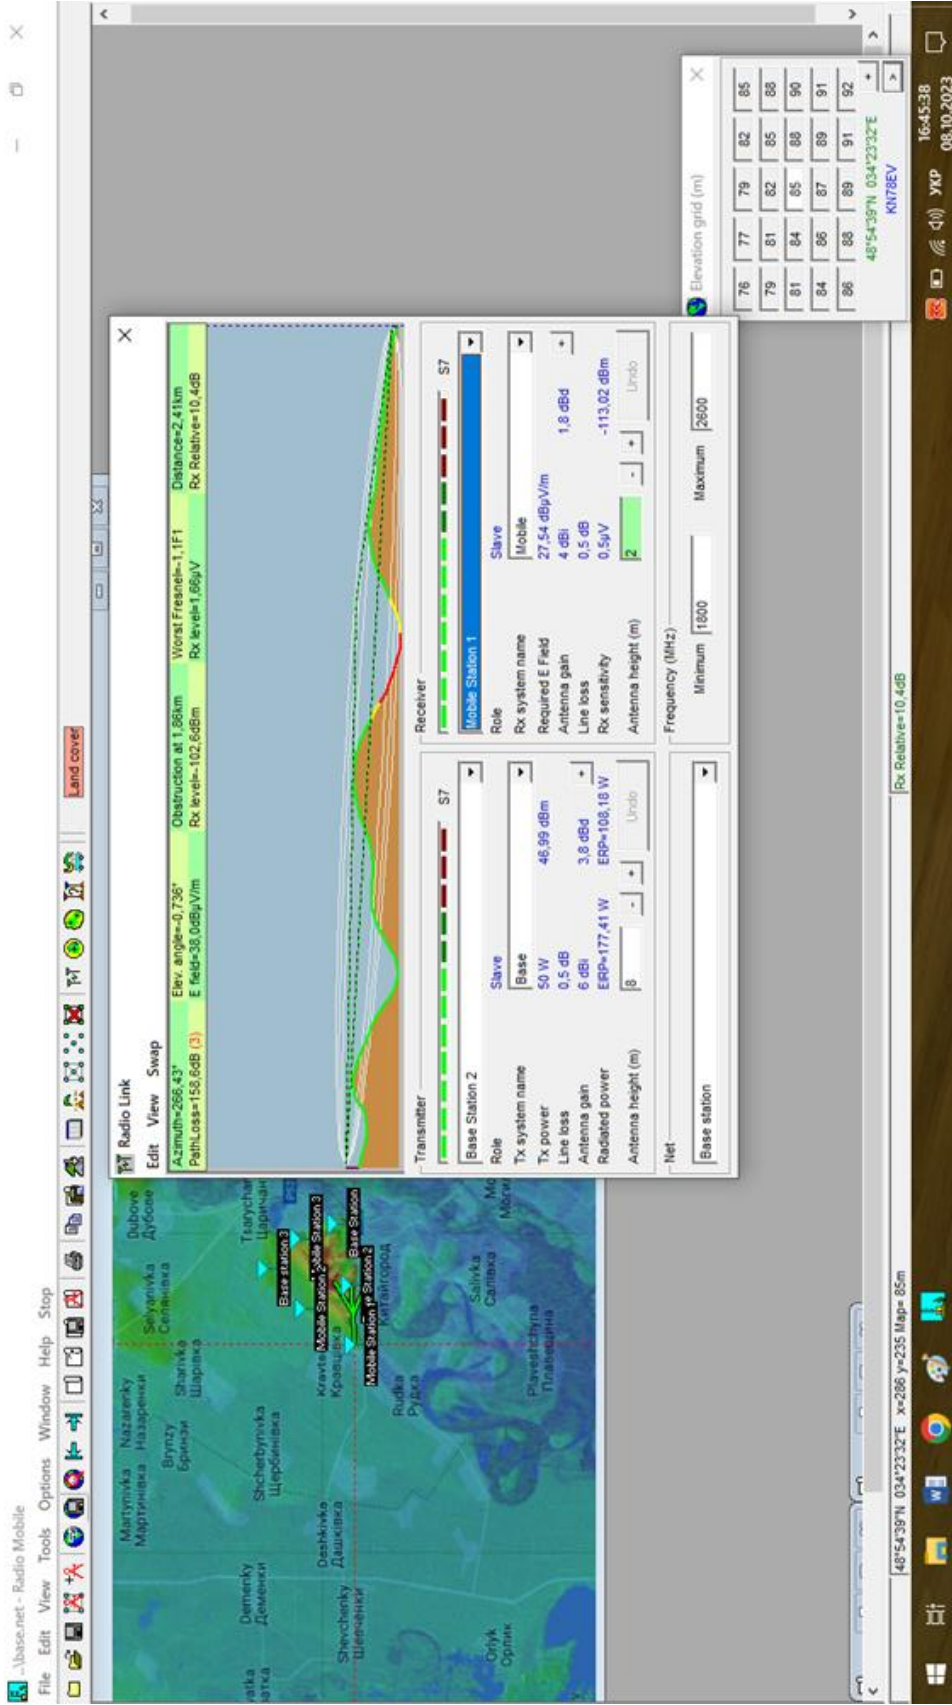 ...\base.net - Radio Mobile
File Edit View Tools Options Window Help Stop
Land cover
Martynivka
Мартинівка
Nazarenky
Назаренки
Brynzy
Бринзи
Sharivka
Шарівка
Selyanivka
Селянівка
Dubove
Дубове
Demenky
Деменки
Shcherbynivka
Щербинівка
Base station 3
Mobile Station 2
Mobile Station 3
Base Station
Mobile Station 1
Shevchenky
Шевченки
Dashkivka
Дашківка
Кравцівка
Китайгород
Rudka
Рудка
Salivka
Салівка
Orlyk
Орлик
Plaveshchyna
Плавещина
Radio Link
Edit View Swap
Azimuth=266,43° Elev. angle=-0,736° Obstruction at 1,86km Worst Fresnel=-1,1F1 Distance=2,41km
PathLoss=158,6dB (3) E field=38,0dBµV/m Rx level=-102,6dBm Rx level=1,66µV Rx Relative=10,4dB
Transmitter
S7
Base Station 2
Role Slave
Tx system name Base
Tx power 50 W 46,99 dBm
Line loss 0,5 dB
Antenna gain 6 dBi 3,8 dBd +
Radiated power EIRP=177,41 W ERP=108,18 W
Antenna height (m) 8 - + Undo
Receiver
S7
Mobile Station 1
Role Slave
Rx system name Mobile
Required E Field 27,54 dBµV/m
Antenna gain 4 dBi 1,8 dBd +
Line loss 0,5 dB
Rx sensitivity 0,5µV -113,02 dBm
Antenna height (m) 2 - + Undo
Net
Base station
Frequency (MHz)
Minimum 1800 Maximum 2600
Elevation grid (m)
76 77 79 82 85
79 81 82 85 88
81 84 85 88 90
84 86 87 89 91
86 88 89 91 92
48°54'39"N 034°23'32"E +
KN78EV >
48°54'39"N 034°23'32"E x=286 y=235 Map= 85m
Rx Relative=10,4dB
УКР
16:45:38
08.10.2023